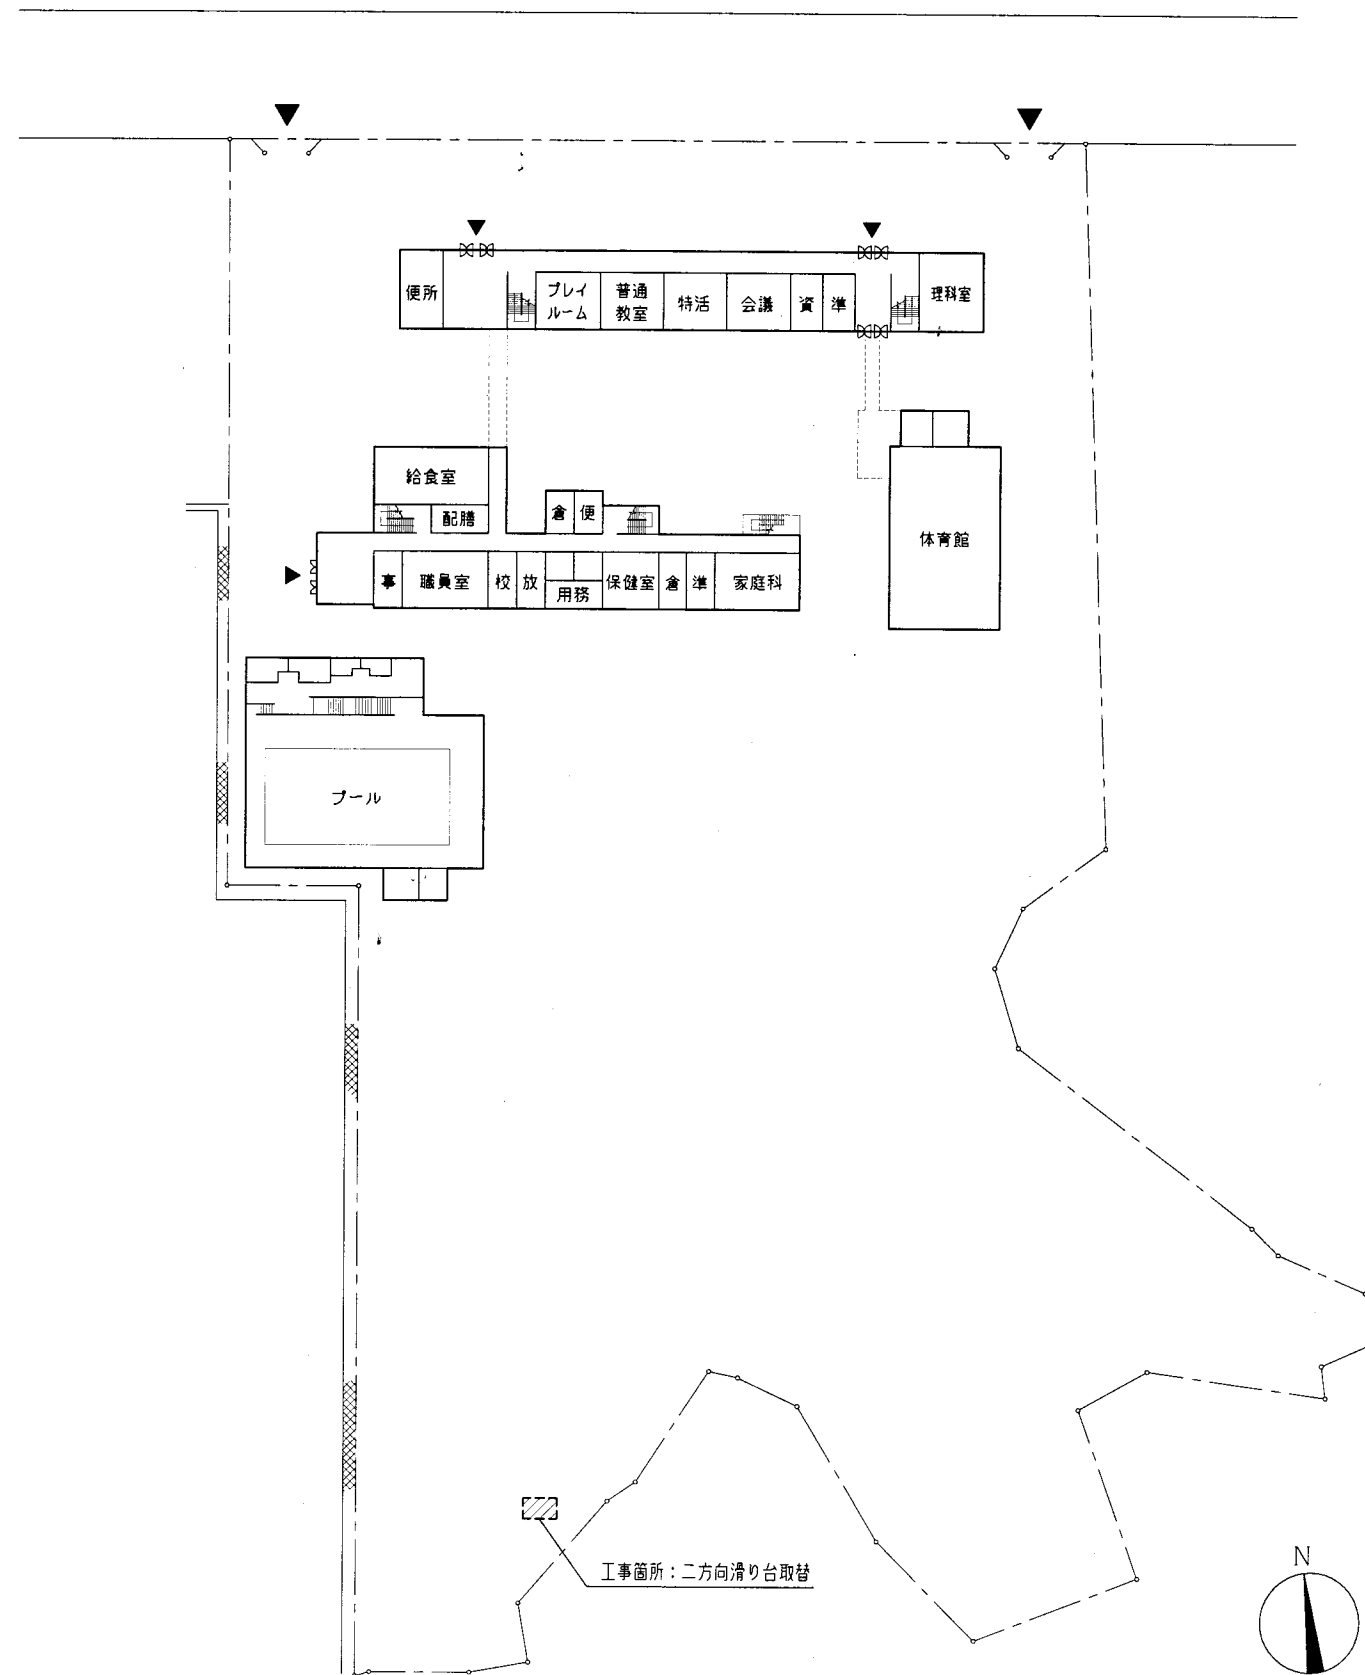 便所
プレイ
ルーム
普通
教室
特活
会議
資
準
理科室
給食室
配膳
倉
便
体育館
事
職員室
校
放
用務
保健室
倉
準
家庭科
プール
工事箇所：二方向滑り台取替
N